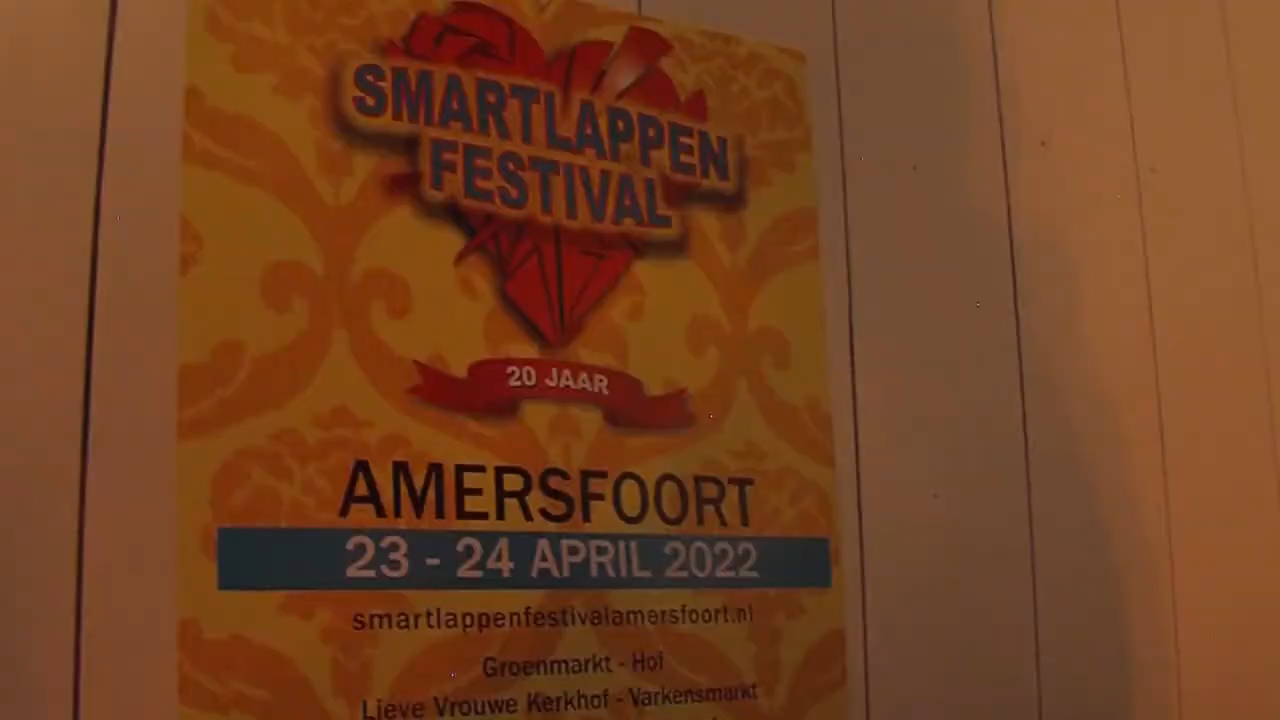 SMARTLAPPEN
FESTIVAL
20 JAAR
AMERSFOORT
23 - 24 APRIL 2022
smartlappenfestivalamersfoort.nl
Groenmarkt - Hof
Lieve Vrouwe Kerkhof - Varkensmarkt